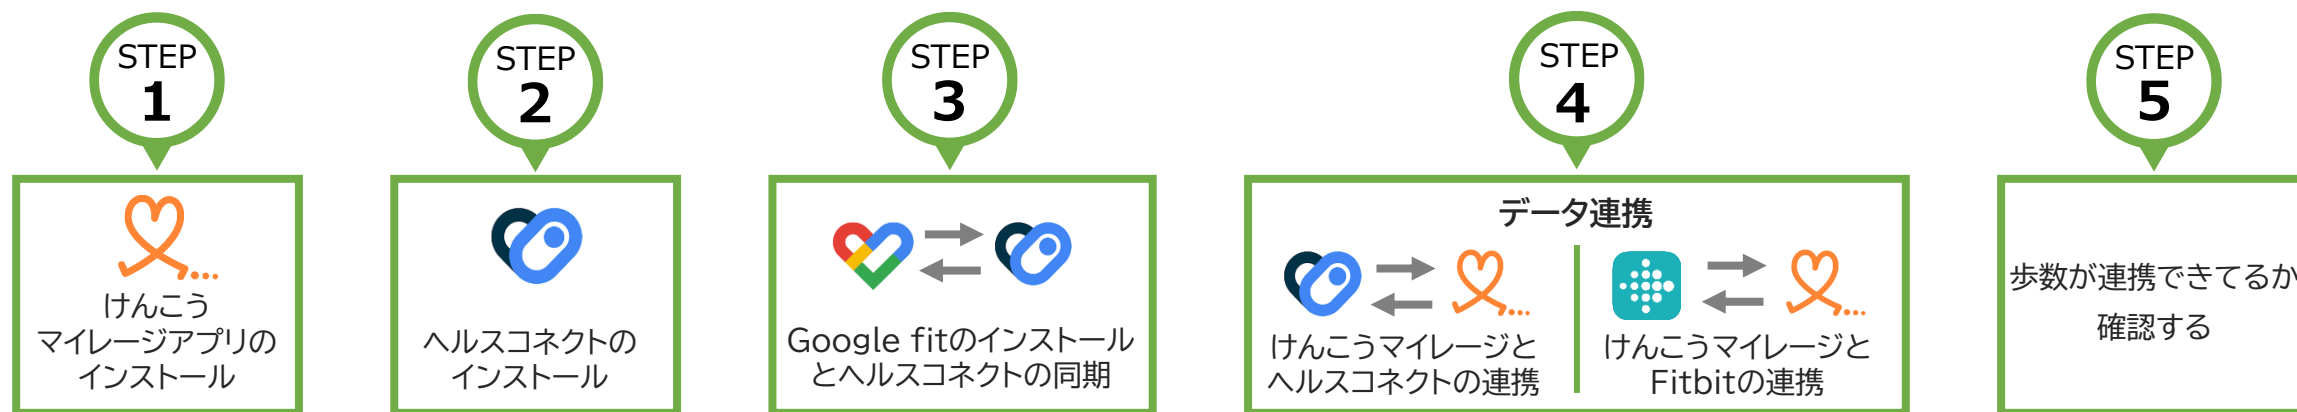 STEP
1
けんこう
マイレージアプリの
インストール
STEP
2
ヘルスコネクトの
インストール
STEP
3
Google fitのインストール
とヘルスコネクトの同期
STEP
4
データ連携
けんこうマイレージと
ヘルスコネクトの連携
けんこうマイレージと
Fitbitの連携
STEP
5
歩数が連携できてるか
確認する